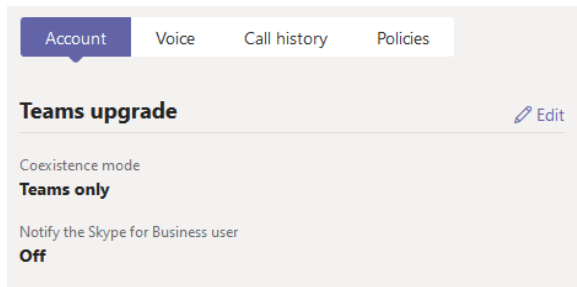 Account Voice Call history Policies
Teams upgrade Edit
Coexistence mode
Teams only
Notify the Skype for Business user
Off